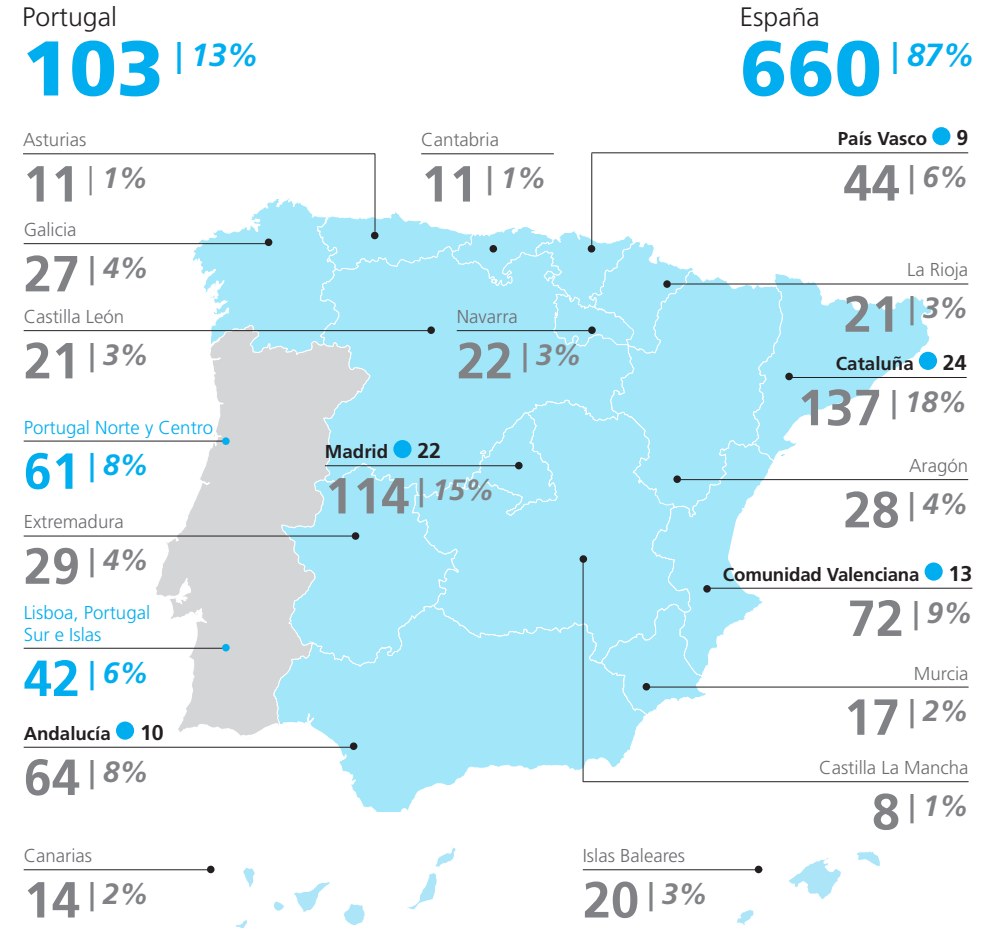 Portugal
103 | 13%
España
660 | 87%
Asturias
11 | 1%
Cantabria
11 | 1%
País Vasco 9
44 | 6%
Galicia
27 | 4%
La Rioja
21 | 3%
Castilla León
21 | 3%
Navarra
22 | 3%
Cataluña 24
137 | 18%
Portugal Norte y Centro
61 | 8%
Madrid 22
114 | 15%
Aragón
28 | 4%
Extremadura
29 | 4%
Comunidad Valenciana 13
72 | 9%
Lisboa, Portugal
Sur e Islas
42 | 6%
Murcia
17 | 2%
Andalucía 10
64 | 8%
Castilla La Mancha
8 | 1%
Canarias
14 | 2%
Islas Baleares
20 | 3%